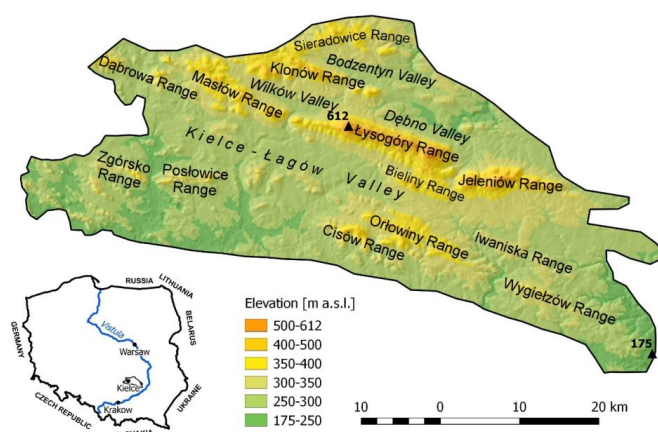 Sieradowice Range
Bodzentyn Valley
Dąbrowa Range
Klonów Range
Masłów Range
Wilków Valley
612
Dębno Valley
Łysogóry Range
Kielce-Łagów Valley
Zgórsko
Range
Posłowice
Range
Bieliny Range
Jeleniów Range
Orłowiny Range
Cisów Range
Iwaniska Range
Wygiełzów Range
175
RUSSIA
LITHUANIA
BELARUS
GERMANY
Vistula
Warsaw
Kielce
Krakow
UKRAINE
CZECH REPUBLIC
Elevation [m a.s.l.]
500-612
400-500
350-400
300-350
250-300
175-250
10 0 10 20 km